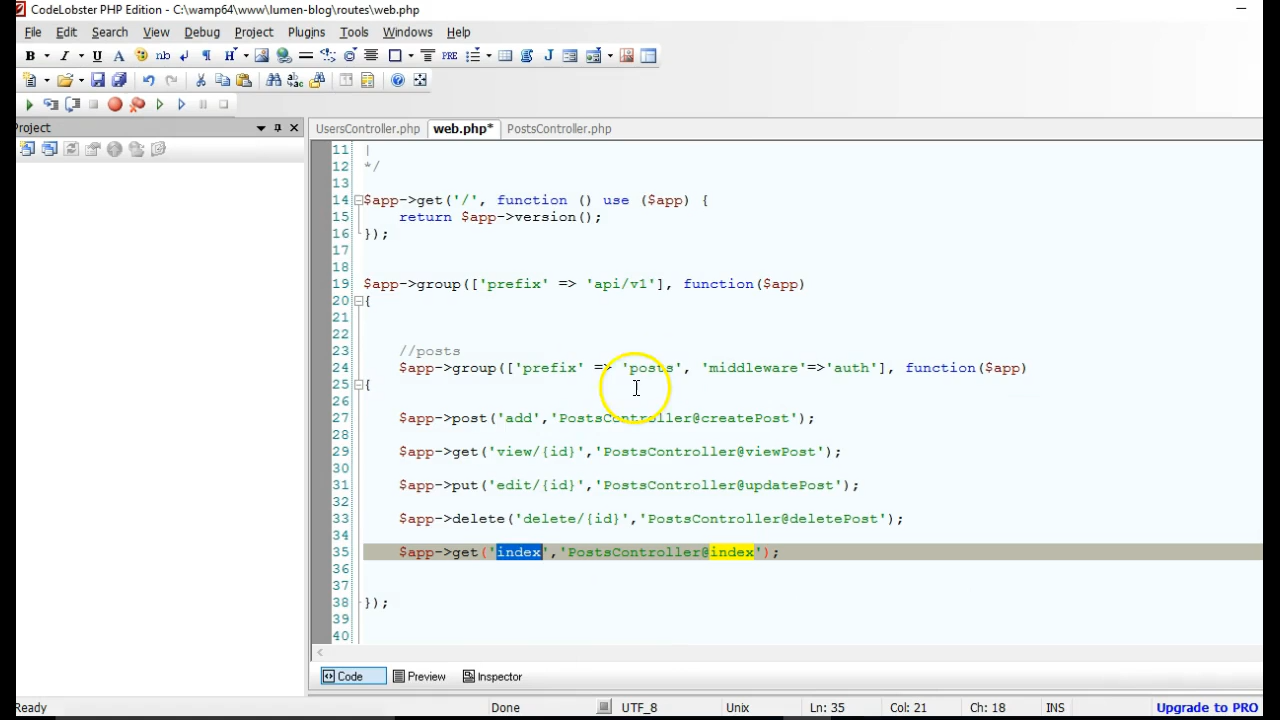 CodeLobster PHP Edition - C:\wamp64\www\lumen-blog\routes\web.php
File Edit Search View Debug Project Plugins Tools Windows Help
B I U A nb ¶ H PRE J
Project
UsersController.php web.php* PostsController.php
11 |
12 */
13
14 $app->get('/', function () use ($app) {
15 return $app->version();
16 });
17
18
19 $app->group(['prefix' => 'api/v1'], function($app)
20 {
21
22
23 //posts
24 $app->group(['prefix' => 'posts', 'middleware'=>'auth'], function($app)
25 {
26
27 $app->post('add','PostsController@createPost');
28
29 $app->get('view/{id}','PostsController@viewPost');
30
31 $app->put('edit/{id}','PostsController@updatePost');
32
33 $app->delete('delete/{id}','PostsController@deletePost');
34
35 $app->get('index','PostsController@index');
36
37
38 });
39
40
Code Preview Inspector
Ready Done UTF_8 Unix Ln: 35 Col: 21 Ch: 18 INS Upgrade to PRO